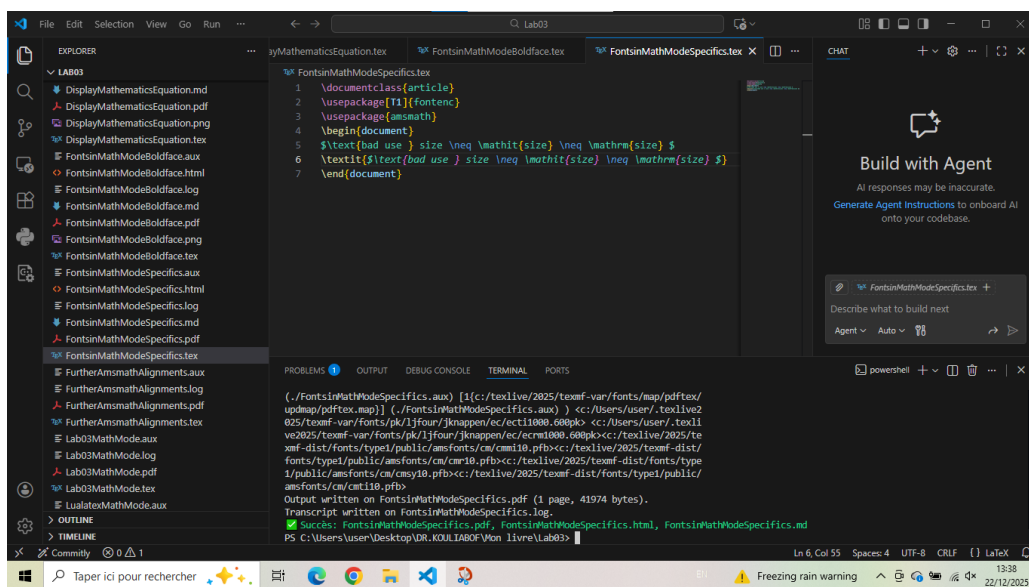 File Edit Selection View Go Run ···
Lab03
EXPLORER ···
LAB03
DisplayMathematicsEquation.md
DisplayMathematicsEquation.pdf
DisplayMathematicsEquation.png
DisplayMathematicsEquation.tex
FontsinMathModeBoldface.aux
FontsinMathModeBoldface.html
FontsinMathModeBoldface.log
FontsinMathModeBoldface.md
FontsinMathModeBoldface.pdf
FontsinMathModeBoldface.png
FontsinMathModeBoldface.tex
FontsinMathModeSpecifics.aux
FontsinMathModeSpecifics.html
FontsinMathModeSpecifics.log
FontsinMathModeSpecifics.md
FontsinMathModeSpecifics.pdf
FontsinMathModeSpecifics.tex
FurtherAmsmathAlignments.aux
FurtherAmsmathAlignments.log
FurtherAmsmathAlignments.pdf
FurtherAmsmathAlignments.tex
Lab03MathMode.aux
Lab03MathMode.log
Lab03MathMode.pdf
Lab03MathMode.tex
LualatexMathMode.aux
OUTLINE
TIMELINE
ayMathematicsEquation.tex FontsinMathModeBoldface.tex FontsinMathModeSpecifics.tex
FontsinMathModeSpecifics.tex
1 \documentclass{article}
2 \usepackage[T1]{fontenc}
3 \usepackage{amsmath}
4 \begin{document}
5 $\text{bad use } size \neq \mathit{size} \neq \mathrm{size} $
6 \textit{$\text{bad use } size \neq \mathit{size} \neq \mathrm{size} $}
7 \end{document}
PROBLEMS 1 OUTPUT DEBUG CONSOLE TERMINAL PORTS
powershell
(./FontsinMathModeSpecifics.aux) [1{c:/texlive/2025/texmf-var/fonts/map/pdftex/
updmap/pdftex.map}] (./FontsinMathModeSpecifics.aux) ) <c:/Users/user/.texlive2
025/texmf-var/fonts/pk/ljfour/jknappen/ec/ecti1000.600pk> <c:/Users/user/.texli
ve2025/texmf-var/fonts/pk/ljfour/jknappen/ec/ecrm1000.600pk><c:/texlive/2025/te
xmf-dist/fonts/type1/public/amsfonts/cm/cmmi10.pfb><c:/texlive/2025/texmf-dist/
fonts/type1/public/amsfonts/cm/cmr10.pfb><c:/texlive/2025/texmf-dist/fonts/type
1/public/amsfonts/cm/cmsy10.pfb><c:/texlive/2025/texmf-dist/fonts/type1/public/
amsfonts/cm/cmti10.pfb>
Output written on FontsinMathModeSpecifics.pdf (1 page, 41974 bytes).
Transcript written on FontsinMathModeSpecifics.log.
✅ Succès: FontsinMathModeSpecifics.pdf, FontsinMathModeSpecifics.html, FontsinMathModeSpecifics.md
PS C:\Users\user\Desktop\DR.KOULIABOF\Mon livre\Lab03>
CHAT
Build with Agent
AI responses may be inaccurate.
Generate Agent Instructions to onboard AI
onto your codebase.
FontsinMathModeSpecifics.tex
Describe what to build next
Agent Auto
Commitly 0 1
Ln 6, Col 55 Spaces: 4 UTF-8 CRLF {} LaTeX
Taper ici pour rechercher
EN
Freezing rain warning
13:38
22/12/2025